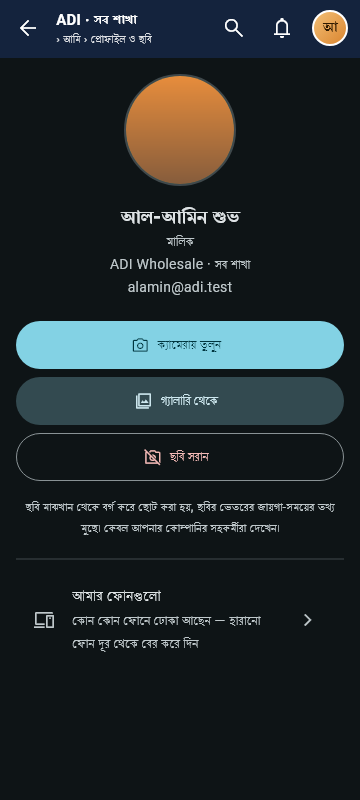 ADI · সব শাখা
› আমি › প্রোফাইল ও ছবি
আ
আল-আমিন শুভ
মালিক
ADI Wholesale · সব শাখা
alamin@adi.test
ক্যামেরায় তুলুন
গ্যালারি থেকে
ছবি সরান
ছবি মাঝখান থেকে বর্গ করে ছোট করা হয়, ছবির ভেতরের জায়গা-সময়ের তথ্য
মুছে। কেবল আপনার কোম্পানির সহকর্মীরা দেখেন।
আমার ফোনগুলো
কোন কোন ফোনে ঢোকা আছেন — হারানো
ফোন দূর থেকে বের করে দিন